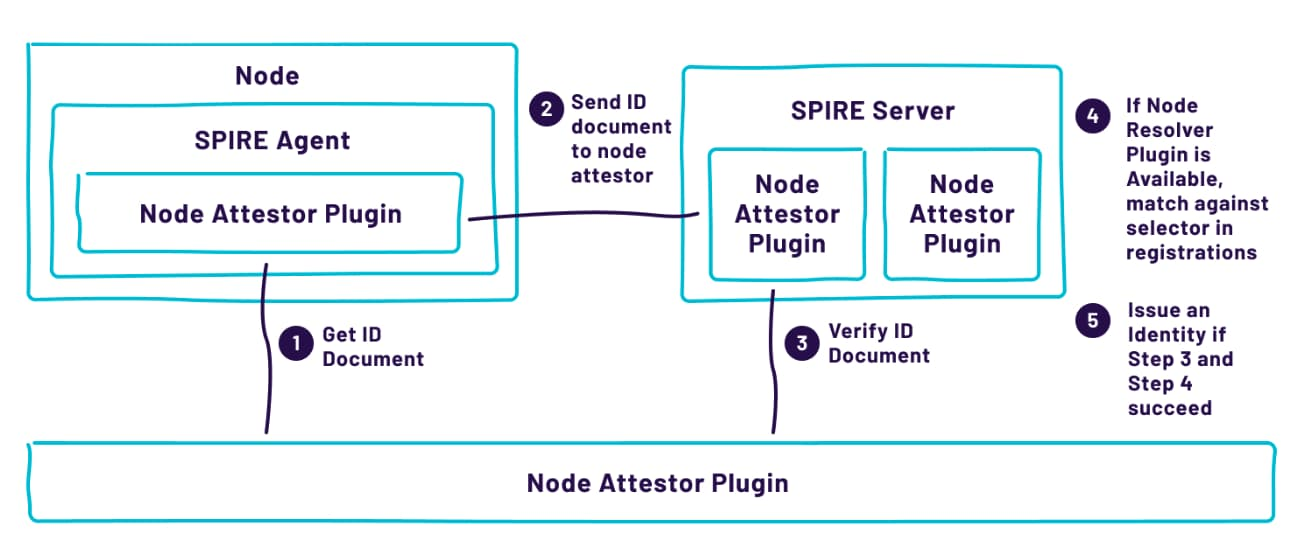 Node
SPIRE Agent
Node Attestor Plugin
2
Send ID
document
to node
attestor
SPIRE Server
Node
Attestor
Plugin
Node
Attestor
Plugin
4
If Node
Resolver
Plugin is
Available,
match against
selector in
registrations
1
Get ID
Document
3
Verify ID
Document
5
Issue an
Identity if
Step 3 and
Step 4
succeed
Node Attestor Plugin